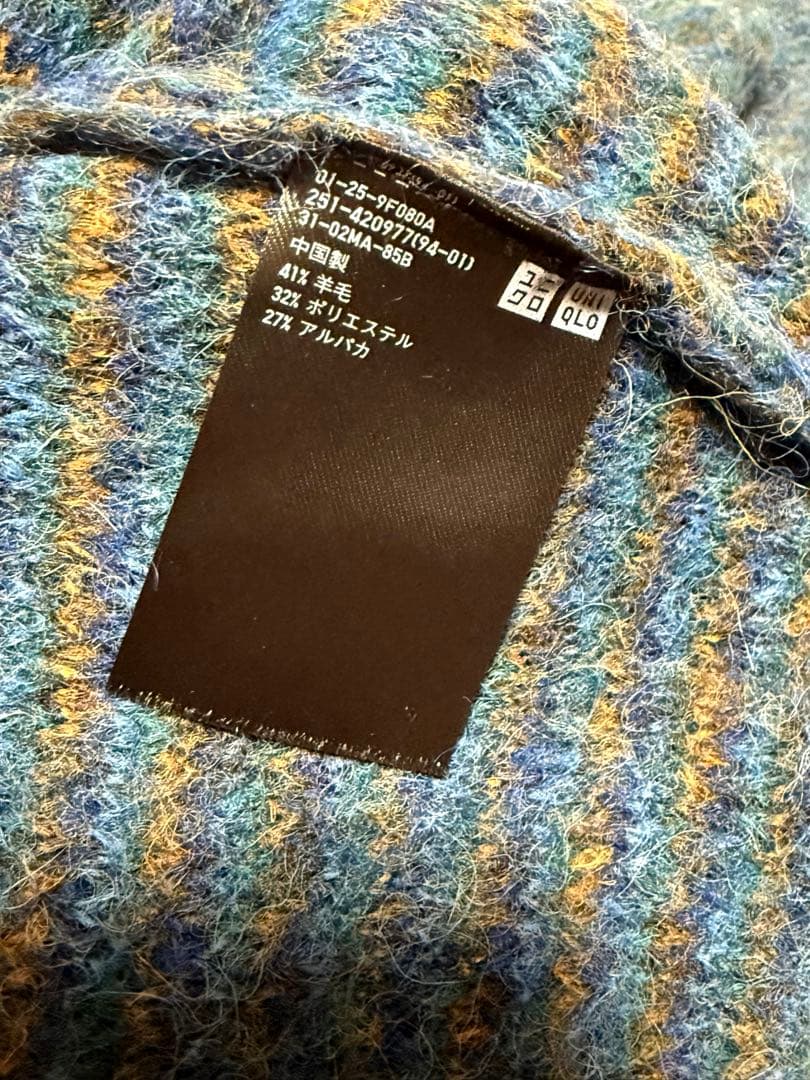 01-25-9F080A
251-420977(94-01)
31-02MA-85B
中国製
41% 羊毛
32% ポリエステル
27% アルパカ
ユニ
クロ
UNI
QLO